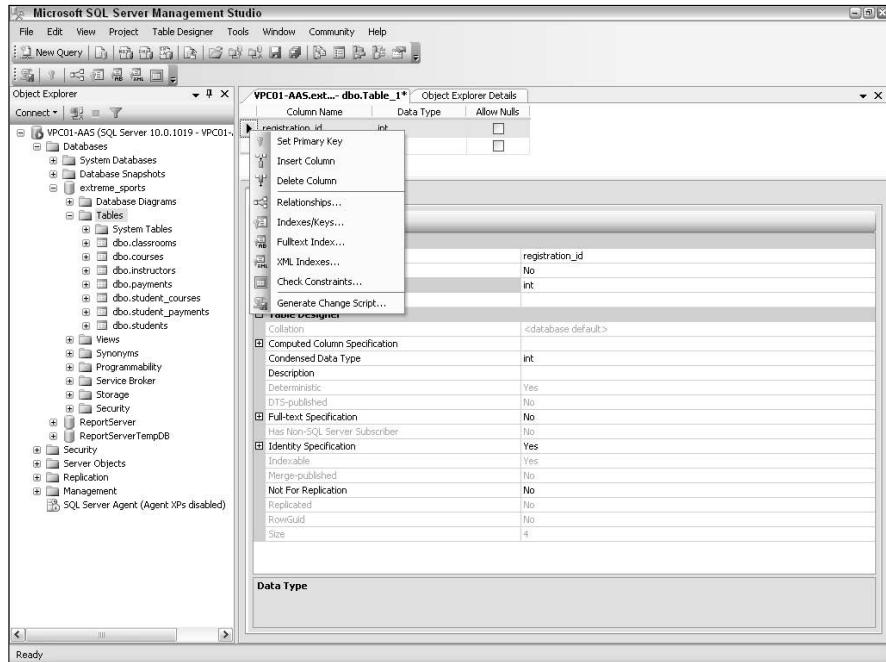 Microsoft SQL Server Management Studio
File Edit View Project Table Designer Tools Window Community Help
New Query
Object Explorer
Connect
VPC01-AAS (SQL Server 10.0.1019 - VPC01-
Databases
System Databases
Database Snapshots
extreme_sports
Database Diagrams
Tables
System Tables
dbo.classrooms
dbo.courses
dbo.instructors
dbo.payments
dbo.student_courses
dbo.student_payments
dbo.students
Views
Synonyms
Programmability
Service Broker
Storage
Security
ReportServer
ReportServerTempDB
Security
Server Objects
Replication
Management
SQL Server Agent (Agent XPs disabled)
VPC01-AAS.ext...- dbo.Table_1* Object Explorer Details
Column Name Data Type Allow Nulls
registration_id int
Set Primary Key
Insert Column
Delete Column
Relationships...
Indexes/Keys...
Fulltext Index...
XML Indexes...
Check Constraints...
Generate Change Script...
registration_id
No
int
Table Designer
Collation <database default>
Computed Column Specification
Condensed Data Type int
Description
Deterministic Yes
DTS-published No
Full-text Specification No
Has Non-SQL Server Subscriber No
Identity Specification Yes
Indexable Yes
Merge-published No
Not For Replication No
Replicated No
RowGuid No
Size 4
Data Type
Ready